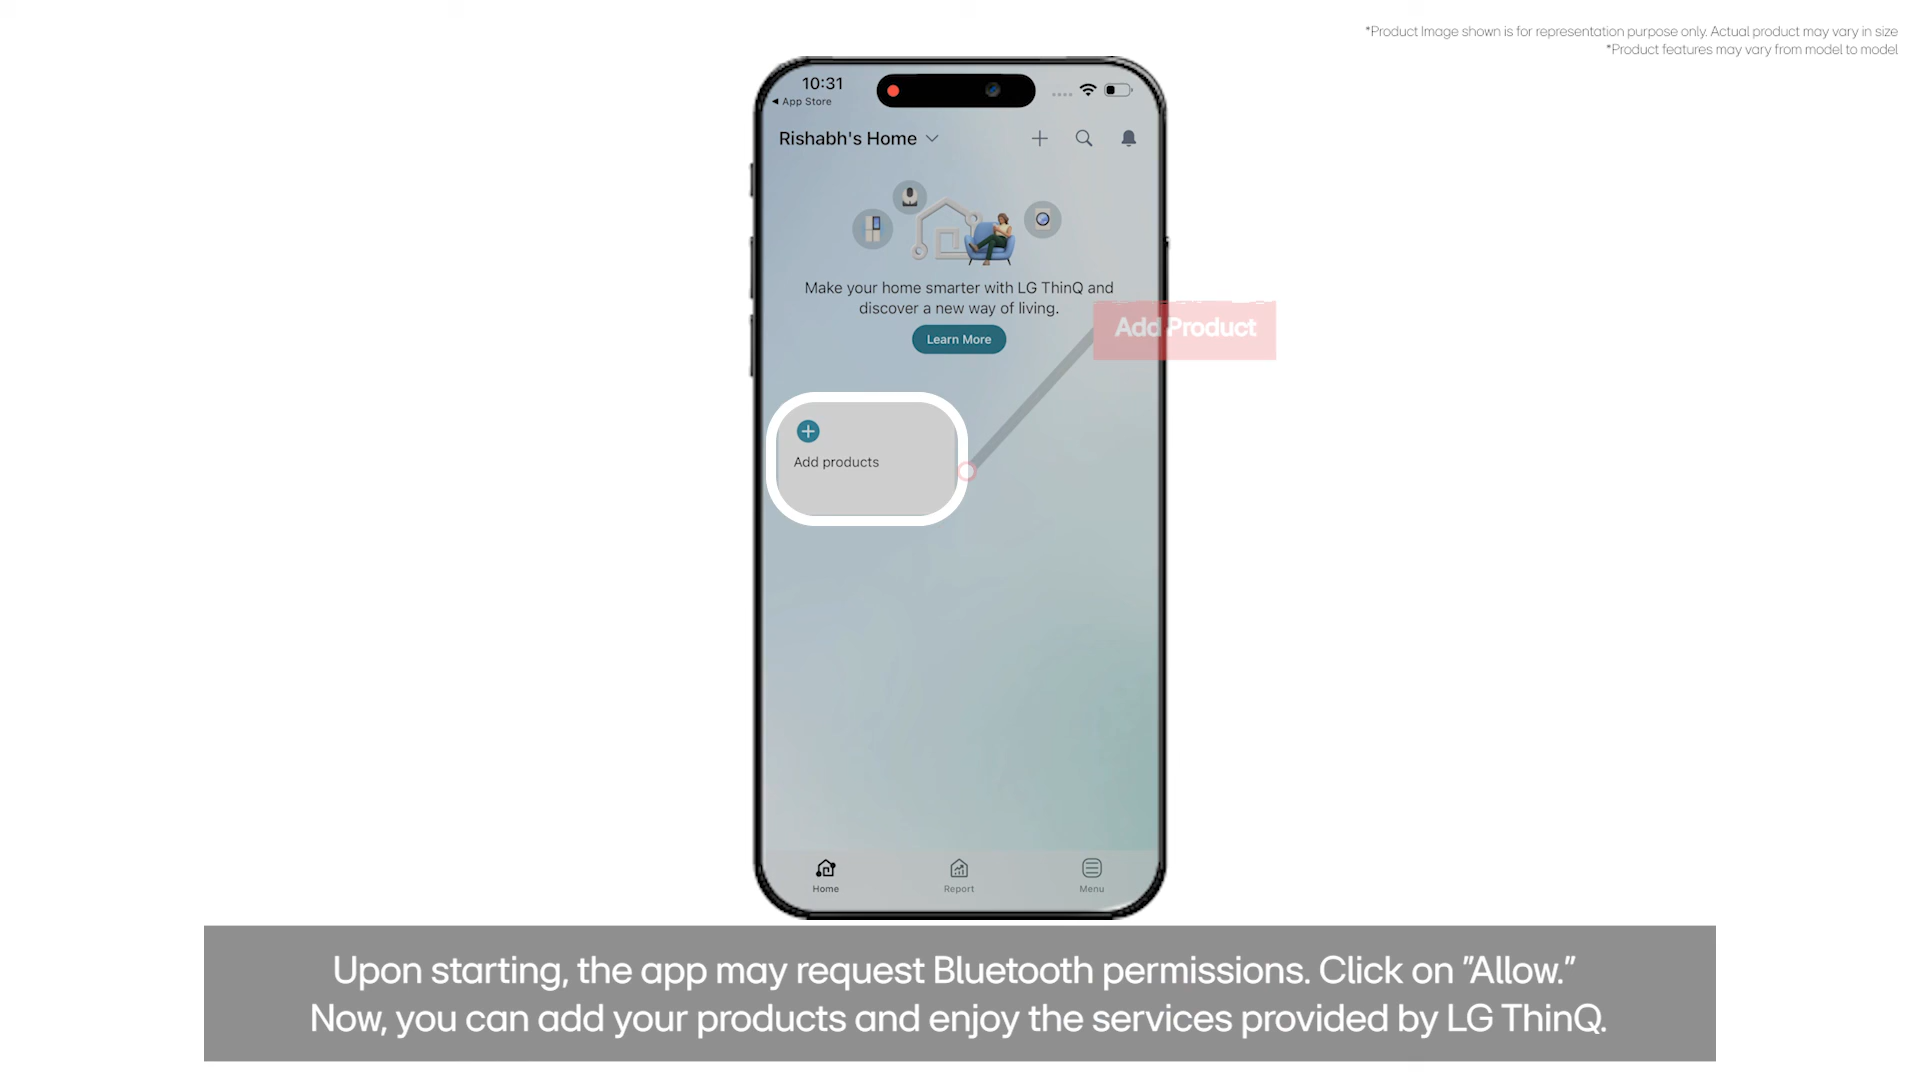 *Product Image shown is for representation purpose only. Actual product may vary in size
*Product features may vary from model to model
10:31
App Store
Rishabh's Home
Make your home smarter with LG ThinQ and
discover a new way of living.
Learn More
Add Product
Add products
Home
Report
Menu
Upon starting, the app may request Bluetooth permissions. Click on "Allow."
Now, you can add your products and enjoy the services provided by LG ThinQ.